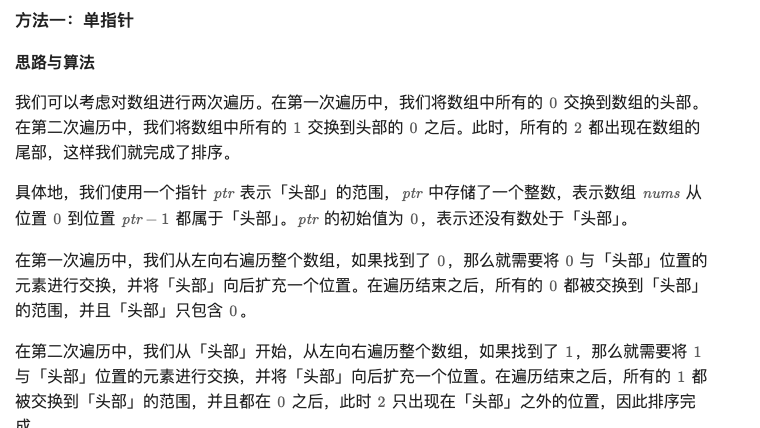 方法一：单指针
思路与算法
我们可以考虑对数组进行两次遍历。在第一次遍历中，我们将数组中所有的 0 交换到数组的头部。
在第二次遍历中，我们将数组中所有的 1 交换到头部的 0 之后。此时，所有的 2 都出现在数组的
尾部，这样我们就完成了排序。
具体地，我们使用一个指针 ptr 表示「头部」的范围，ptr 中存储了一个整数，表示数组 nums 从
位置 0 到位置 ptr − 1 都属于「头部」。ptr 的初始值为 0，表示还没有数处于「头部」。
在第一次遍历中，我们从左向右遍历整个数组，如果找到了 0，那么就需要将 0 与「头部」位置的
元素进行交换，并将「头部」向后扩充一个位置。在遍历结束之后，所有的 0 都被交换到「头部」
的范围，并且「头部」只包含 0。
在第二次遍历中，我们从「头部」开始，从左向右遍历整个数组，如果找到了 1，那么就需要将 1
与「头部」位置的元素进行交换，并将「头部」向后扩充一个位置。在遍历结束之后，所有的 1 都
被交换到「头部」的范围，并且都在 0 之后，此时 2 只出现在「头部」之外的位置，因此排序完
成